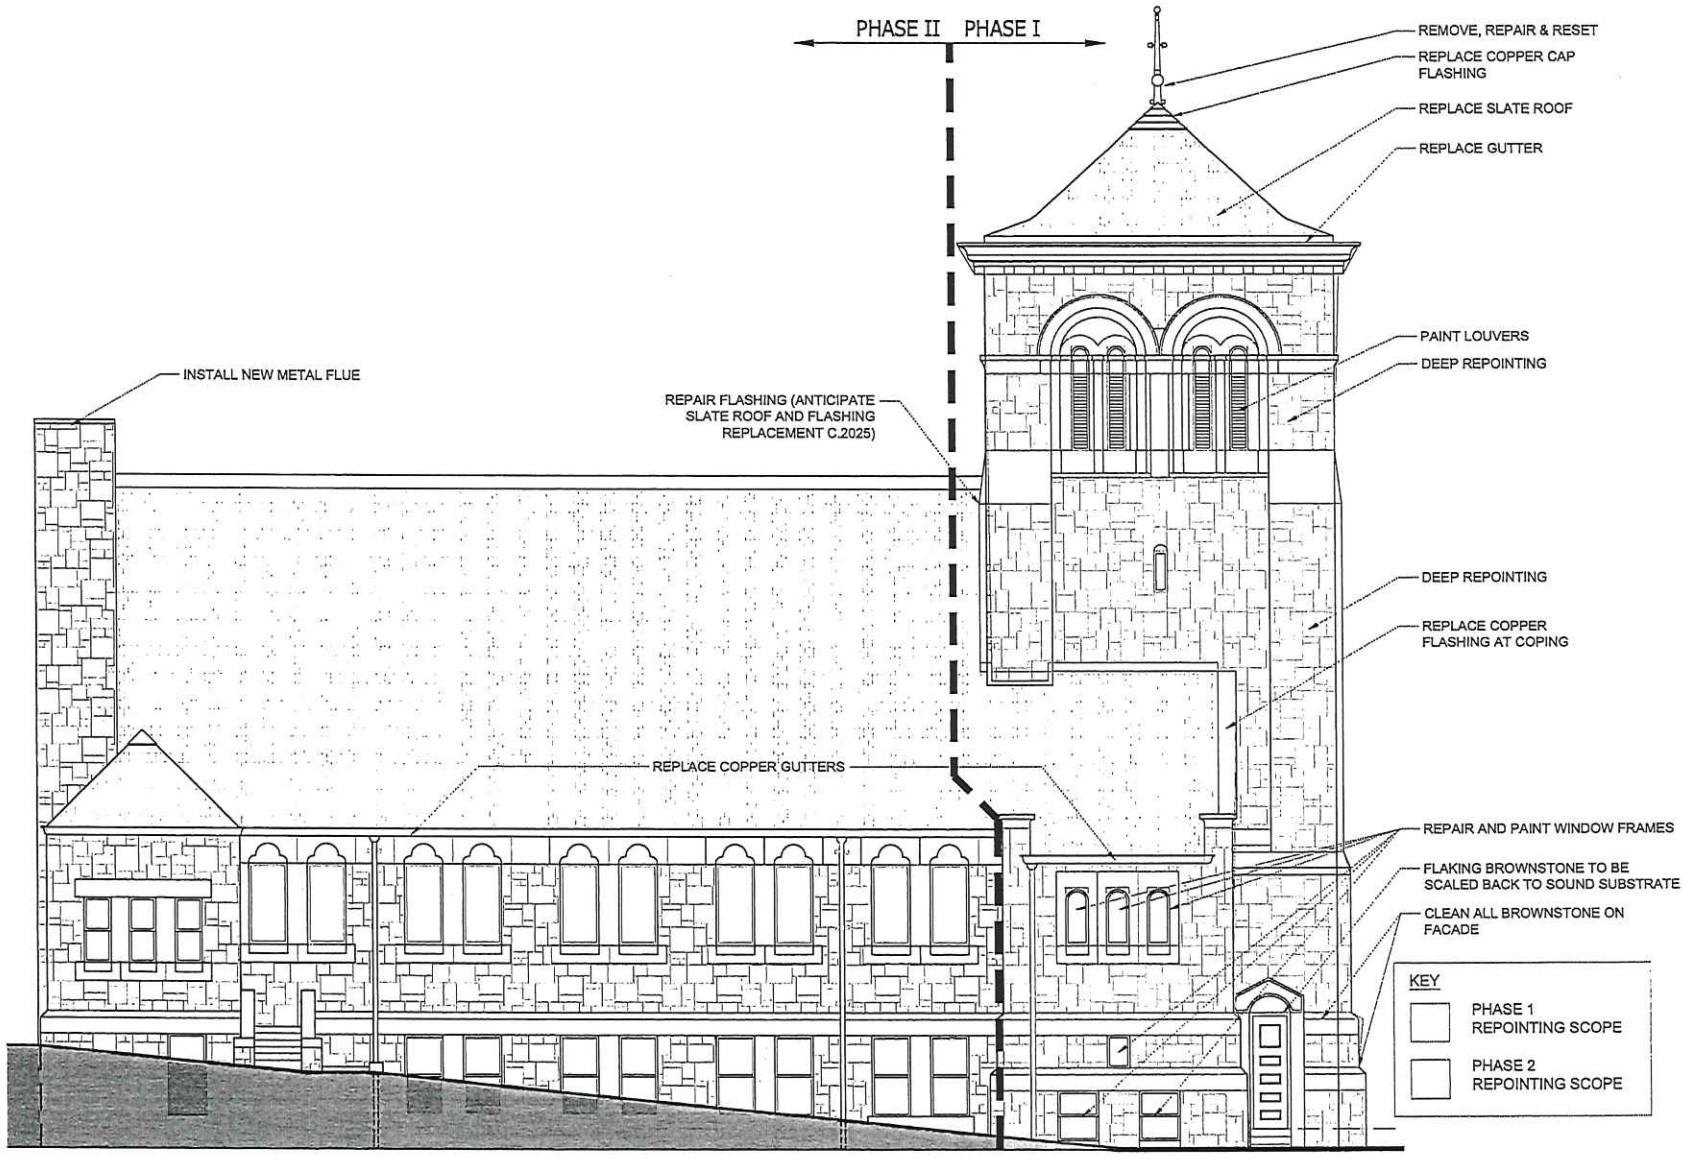 PHASE II PHASE I
REMOVE, REPAIR & RESET
REPLACE COPPER CAP
FLASHING
REPLACE SLATE ROOF
REPLACE GUTTER
PAINT LOUVERS
DEEP REPOINTING
INSTALL NEW METAL FLUE
REPAIR FLASHING (ANTICIPATE
SLATE ROOF AND FLASHING
REPLACEMENT C.2025)
DEEP REPOINTING
REPLACE COPPER
FLASHING AT COPING
REPLACE COPPER GUTTERS
REPAIR AND PAINT WINDOW FRAMES
FLAKING BROWNSTONE TO BE
SCALED BACK TO SOUND SUBSTRATE
CLEAN ALL BROWNSTONE ON
FACADE
KEY
PHASE 1
REPOINTING SCOPE
PHASE 2
REPOINTING SCOPE